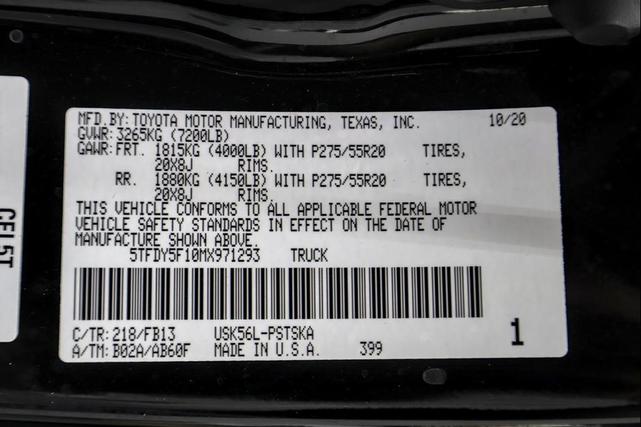 MFD.BY:TOYOTA MOTOR MANUFACTURING, TEXAS, INC. 10/20
GVWR: 3265KG (7200LB)
GAWR: FRT. 1815KG (4000LB) WITH P275/55R20 TIRES,
20X8J RIMS.
RR. 1880KG (4150LB) WITH P275/55R20 TIRES,
20X8J RIMS.
THIS VEHICLE CONFORMS TO ALL APPLICABLE FEDERAL MOTOR
VEHICLE SAFETY STANDARDS IN EFFECT ON THE DATE OF
MANUFACTURE SHOWN ABOVE.
5TFDY5F10MX971293 TRUCK
C/TR: 218/FB13 USK56L-PSTSKA
A/TM: B02A/AB60F MADE IN U.S.A. 399
1